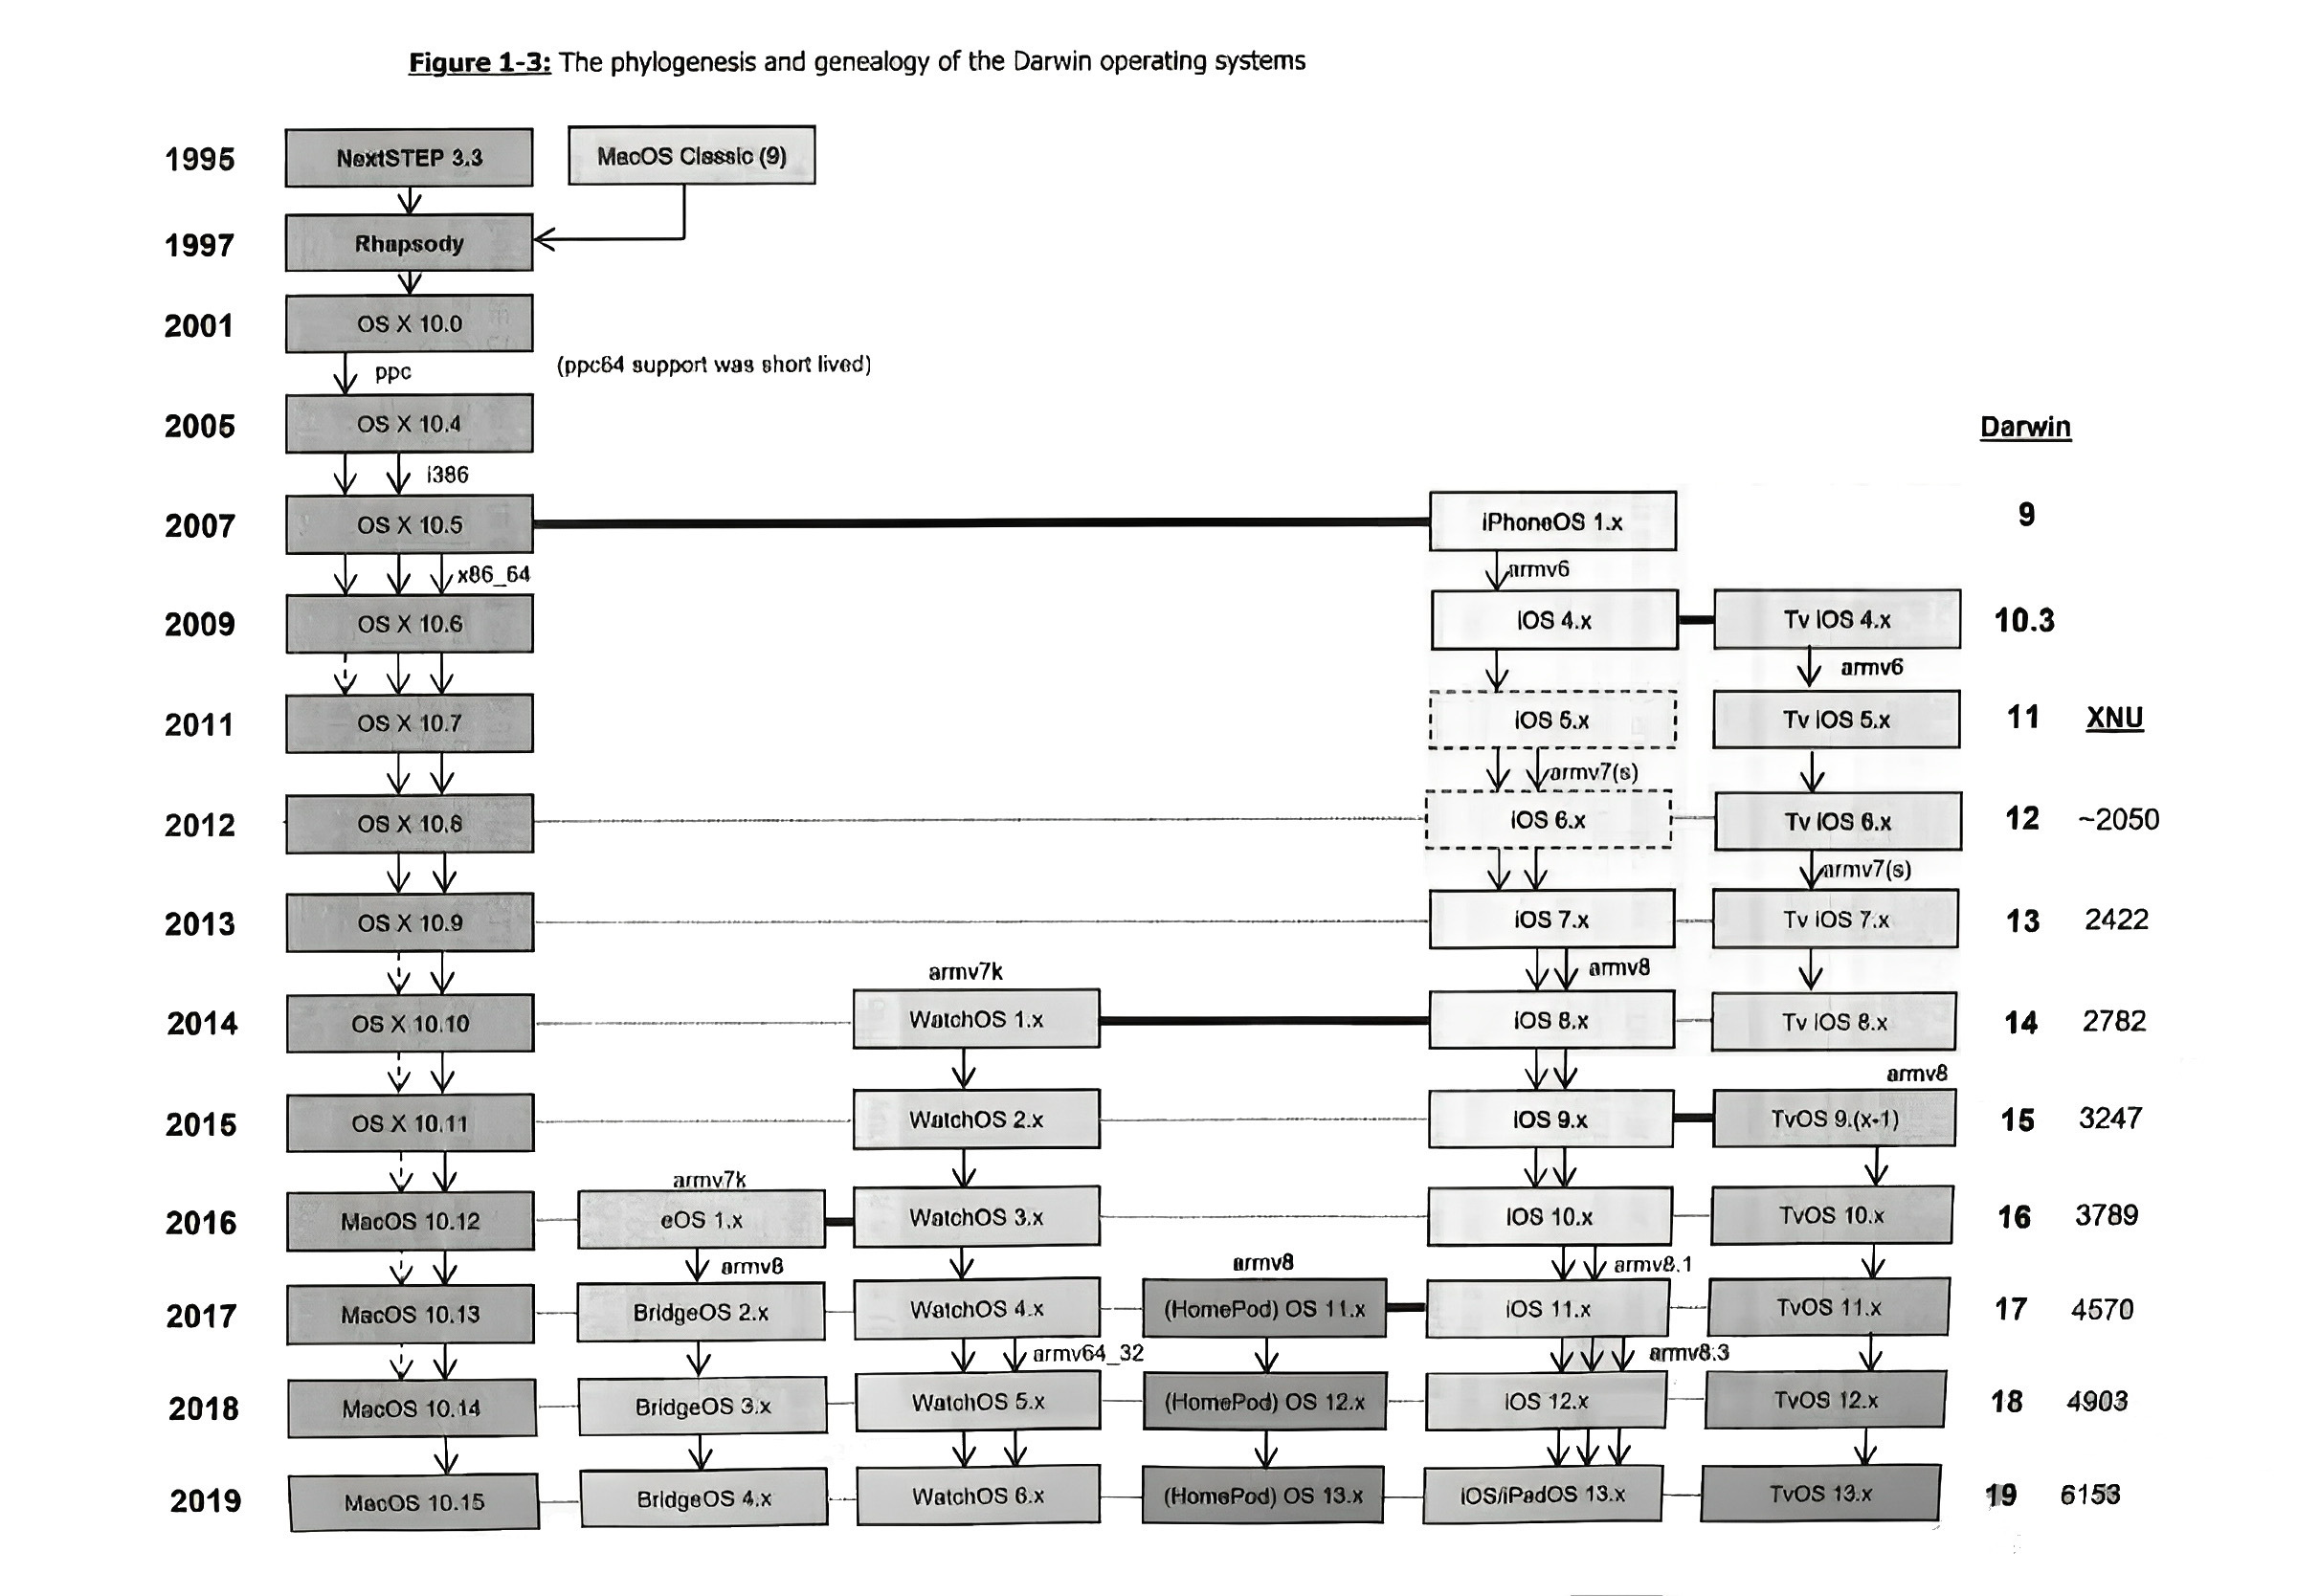 Figure 1-3: The phylogenesis and genealogy of the Darwin operating systems
1995 NextSTEP 3.3 MacOS Classic (9)
1997 Rhapsody
2001 OS X 10.0
ppc (ppc64 support was short lived)
2005 OS X 10.4 Darwin
i386
2007 OS X 10.5 iPhoneOS 1.x 9
x86_64 armv6
2009 OS X 10.6 iOS 4.x Tv iOS 4.x 10.3
armv6
2011 OS X 10.7 iOS 5.x Tv iOS 5.x 11 XNU
armv7(s)
2012 OS X 10.8 iOS 6.x Tv iOS 6.x 12 ~2050
armv7(s)
2013 OS X 10.9 iOS 7.x Tv iOS 7.x 13 2422
armv7k armv8
2014 OS X 10.10 WatchOS 1.x iOS 8.x Tv iOS 8.x 14 2782
armv8
2015 OS X 10.11 WatchOS 2.x iOS 9.x TvOS 9.(x-1) 15 3247
armv7k
2016 MacOS 10.12 eOS 1.x WatchOS 3.x iOS 10.x TvOS 10.x 16 3789
armv8 armv8 armv8.1
2017 MacOS 10.13 BridgeOS 2.x WatchOS 4.x (HomePod) OS 11.x iOS 11.x TvOS 11.x 17 4570
armv64_32 armv8.3
2018 MacOS 10.14 BridgeOS 3.x WatchOS 5.x (HomePod) OS 12.x iOS 12.x TvOS 12.x 18 4903
2019 MacOS 10.15 BridgeOS 4.x WatchOS 6.x (HomePod) OS 13.x iOS/iPadOS 13.x TvOS 13.x 19 6153